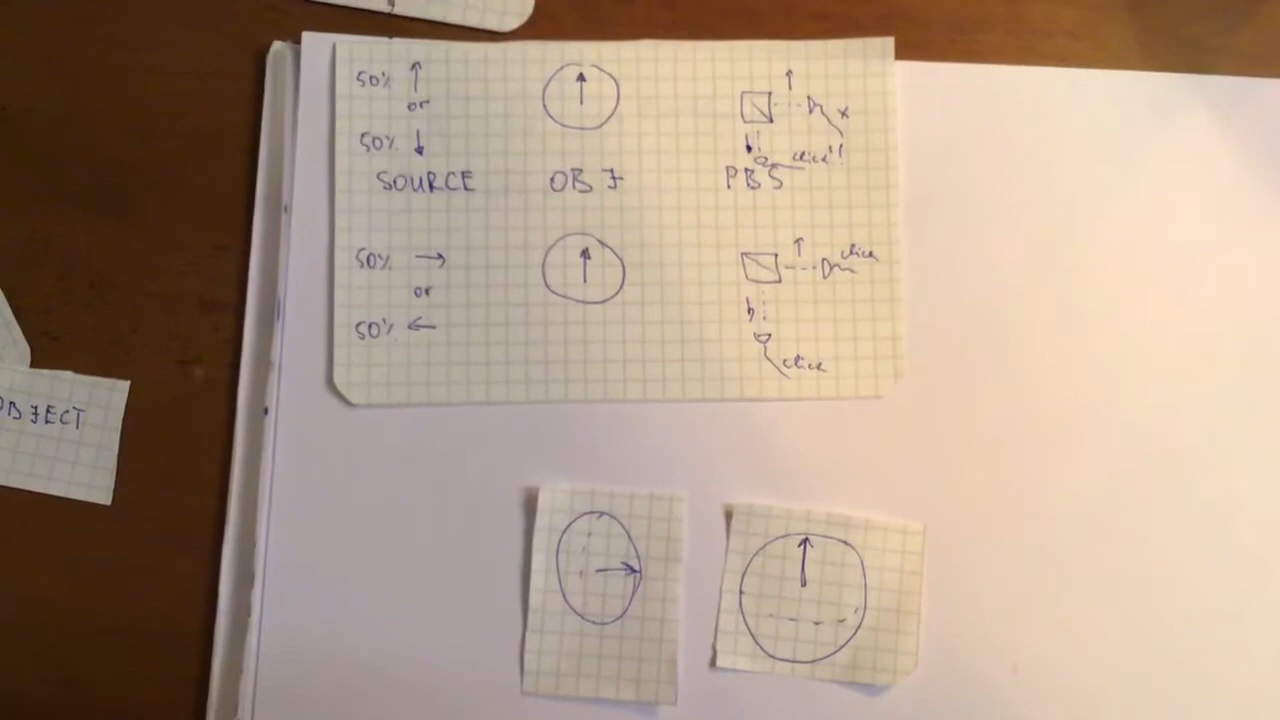 50% ↑
or
50% ↓
x
click!!
SOURCE OBJ PBS
50% →
or
50% ←
click
click
OBJECT